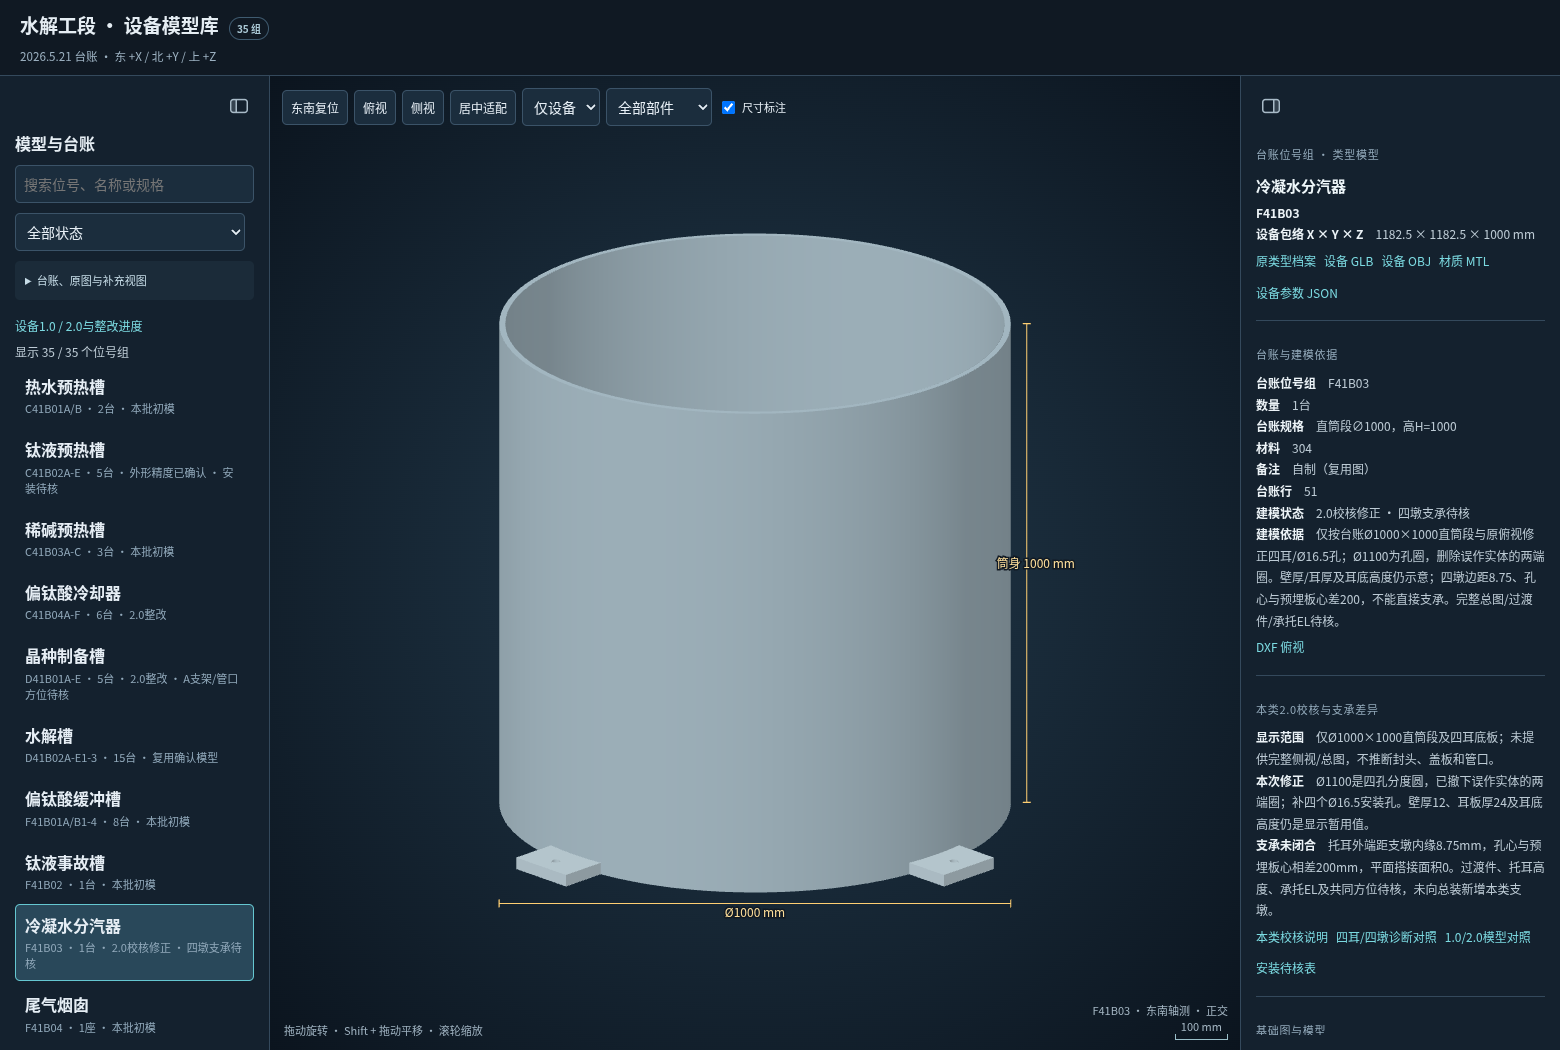 水解工段 · 设备模型库 35 组
2026.5.21 台账 · 东 +X / 北 +Y / 上 +Z
模型与台账
搜索位号、名称或规格
全部状态
▸ 台账、原图与补充视图
设备1.0 / 2.0与整改进度
显示 35 / 35 个位号组
热水预热槽
C41B01A/B · 2台 · 本批初模
钛液预热槽
C41B02A-E · 5台 · 外形精度已确认 · 安
装待核
稀碱预热槽
C41B03A-C · 3台 · 本批初模
偏钛酸冷却器
C41B04A-F · 6台 · 2.0整改
晶种制备槽
D41B01A-E · 5台 · 2.0整改 · A支架/管口
方位待核
水解槽
D41B02A-E1-3 · 15台 · 复用确认模型
偏钛酸缓冲槽
F41B01A/B1-4 · 8台 · 本批初模
钛液事故槽
F41B02 · 1台 · 本批初模
冷凝水分汽器
F41B03 · 1台 · 2.0校核修正 · 四墩支承待
核
尾气烟囱
F41B04 · 1座 · 本批初模
东南复位 俯视 侧视 居中适配 仅设备 全部部件 尺寸标注
筒身 1000 mm
Ø1000 mm
拖动旋转 · Shift + 拖动平移 · 滚轮缩放
F41B03 · 东南轴测 · 正交
100 mm
台账位号组 · 类型模型
冷凝水分汽器
F41B03
设备包络 X × Y × Z 1182.5 × 1182.5 × 1000 mm
原类型档案 设备 GLB 设备 OBJ 材质 MTL
设备参数 JSON
台账与建模依据
台账位号组 F41B03
数量 1台
台账规格 直筒段∅1000，高H=1000
材料 304
备注 自制（复用图）
台账行 51
建模状态 2.0校核修正 · 四墩支承待核
建模依据 仅按台账Ø1000×1000直筒段与原俯视修
正四耳/Ø16.5孔；Ø1100为孔圈，删除误作实体的两端
圈。壁厚/耳厚及耳底高度仍示意；四墩边距8.75、孔
心与预埋板心差200，不能直接支承。完整总图/过渡
件/承托EL待核。
DXF 俯视
本类2.0校核与支承差异
显示范围 仅Ø1000×1000直筒段及四耳底板；未提
供完整侧视/总图，不推断封头、盖板和管口。
本次修正 Ø1100是四孔分度圆，已撤下误作实体的两
端圈；补四个Ø16.5安装孔。壁厚12、耳板厚24及耳底
高度仍是显示暂用值。
支承未闭合 托耳外端距支墩内缘8.75mm，孔心与预
埋板心相差200mm，平面搭接面积0。过渡件、托耳高
度、承托EL及共同方位待核，未向总装新增本类支
墩。
本类校核说明 四耳/四墩诊断对照 1.0/2.0模型对照
安装待核表
基础图与模型